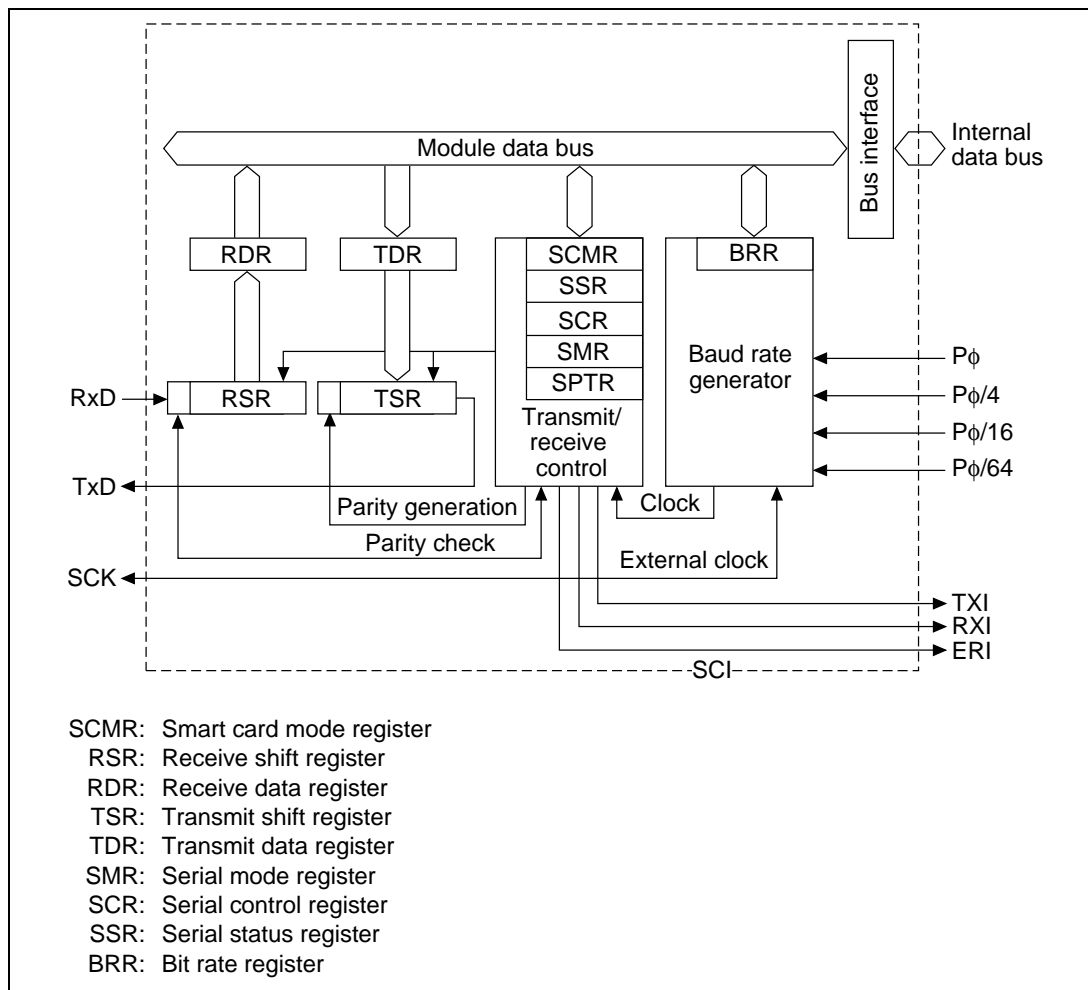 Module data bus
Bus interface
Internal
data bus
RDR
TDR
SCMR
SSR
SCR
SMR
SPTR
Transmit/
receive
control
BRR
Baud rate
generator
Pϕ
Pϕ/4
Pϕ/16
Pϕ/64
RxD
RSR
TSR
TxD
Parity generation
Parity check
Clock
SCK
External clock
TXI
RXI
ERI
SCI
SCMR: Smart card mode register
RSR: Receive shift register
RDR: Receive data register
TSR: Transmit shift register
TDR: Transmit data register
SMR: Serial mode register
SCR: Serial control register
SSR: Serial status register
BRR: Bit rate register